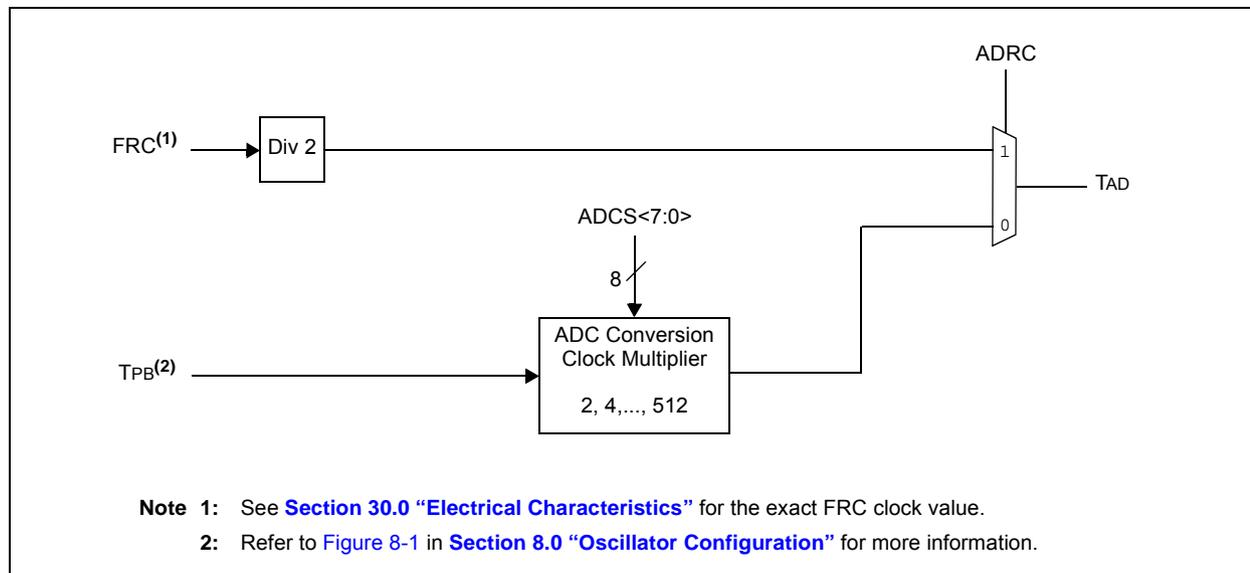 ADRC
FRC(1)
Div 2
1
TAD
ADCS<7:0>
0
8
ADC Conversion
Clock Multiplier
2, 4,..., 512
TPB(2)
Note 1: See Section 30.0 “Electrical Characteristics” for the exact FRC clock value.
2: Refer to Figure 8-1 in Section 8.0 “Oscillator Configuration” for more information.